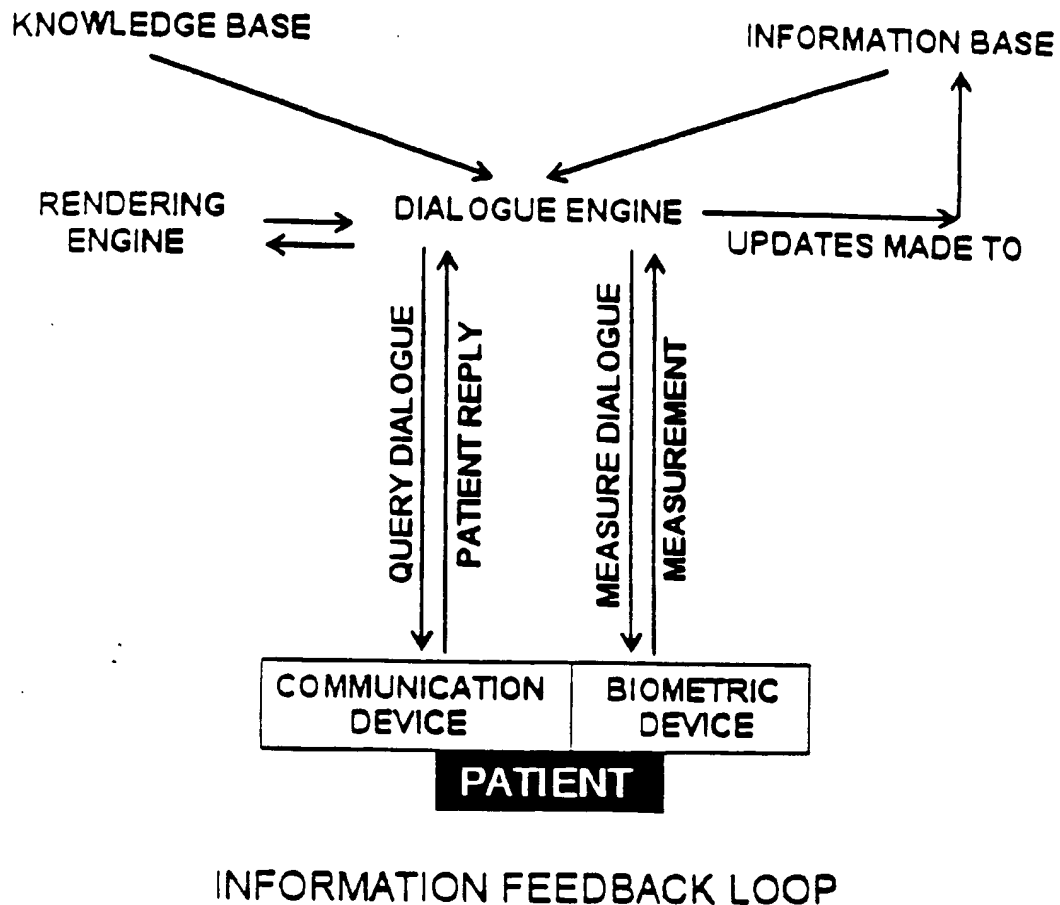 KNOWLEDGE BASE
INFORMATION BASE
RENDERING
ENGINE
DIALOGUE ENGINE
UPDATES MADE TO
QUERY DIALOGUE
PATIENT REPLY
MEASURE DIALOGUE
MEASUREMENT
COMMUNICATION
DEVICE
BIOMETRIC
DEVICE
PATIENT
INFORMATION FEEDBACK LOOP